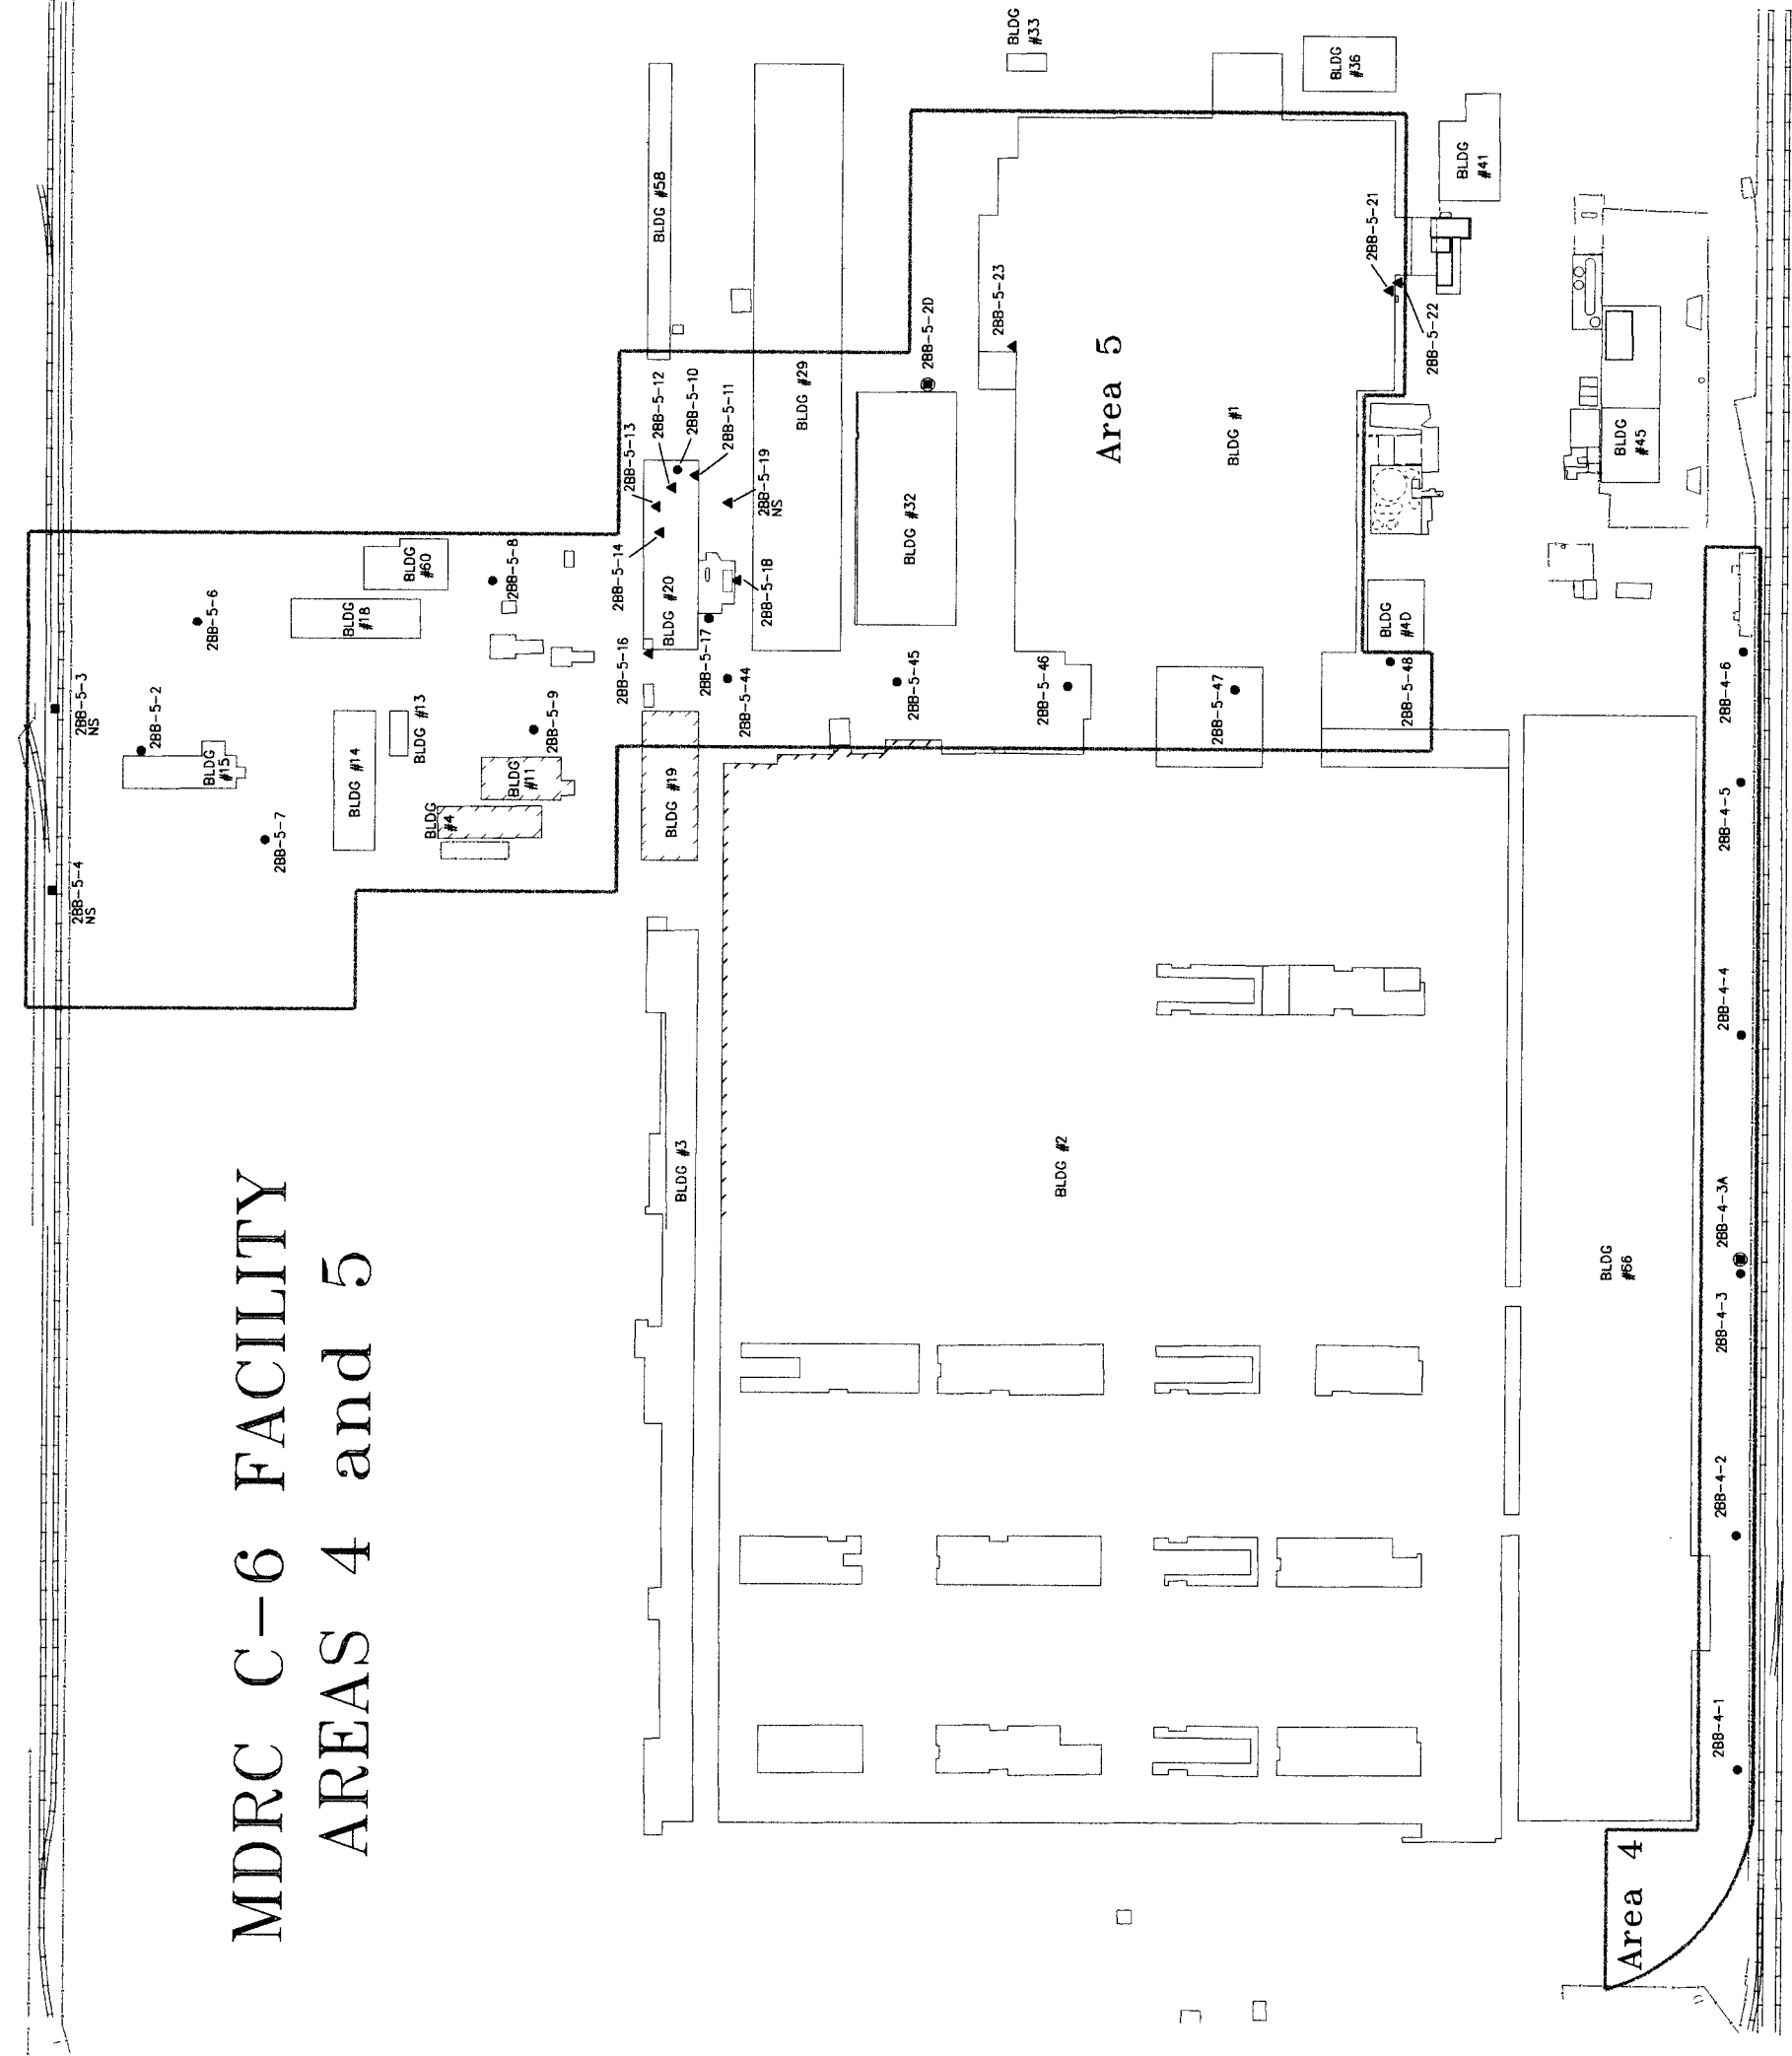 MDRC C-6 FACILITY
AREAS 4 and 5
2BB-5-4
NS
2BB-5-3
NS
2BB-5-2
BLDG
#15
2BB-5-6
2BB-5-7
BLDG #14
BLDG
#18
BLDG #13
BLDG
#60
BLDG
#4
BLDG
#11
2BB-5-8
2BB-5-9
BLDG #58
2BB-5-13
2BB-5-12
2BB-5-10
2BB-5-11
2BB-5-14
2BB-5-16
BLDG #20
BLDG #19
2BB-5-17
2BB-5-19
NS
2BB-5-18
2BB-5-44
BLDG #3
BLDG #29
BLDG #32
2BB-5-45
2BB-5-20
2BB-5-23
BLDG
#33
2BB-5-46
BLDG #2
Area 5
BLDG #1
2BB-5-47
BLDG
#36
2BB-5-21
2BB-5-22
BLDG
#40
2BB-5-48
BLDG
#41
BLDG
#45
BLDG
#66
Area 4
2BB-4-1
2BB-4-2
2BB-4-3
2BB-4-3A
2BB-4-4
2BB-4-5
2BB-4-6